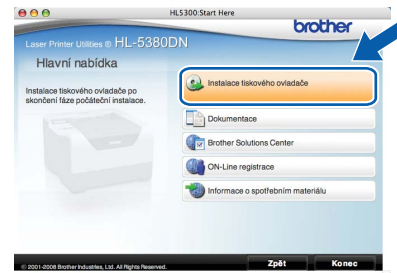 HL5300:Start Here
brother
Laser Printer Utilities ® HL-5380DN
Hlavní nabídka
Instalace tiskového ovladače po
skončení fáze počáteční instalace.
Instalace tiskového ovladače
Dokumentace
Brother Solutions Center
ON-Line registrace
Informace o spotřebním materiálu
© 2001-2008 Brother Industries, Ltd. All Rights Reserved.
Zpět
Konec